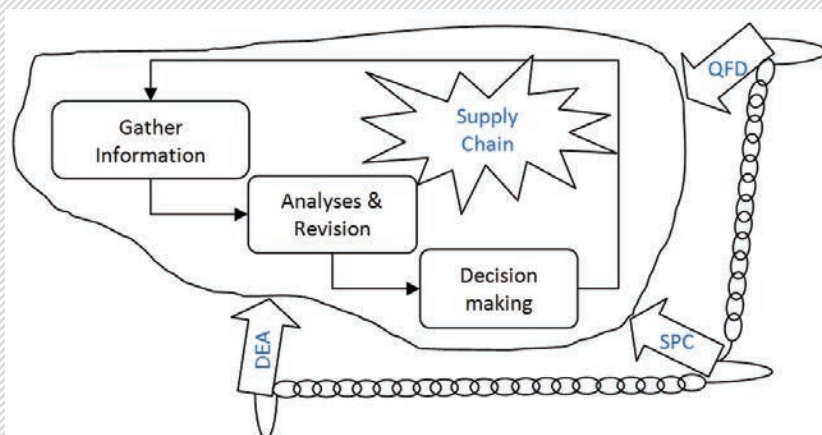 QFD
Gather
Information
Supply
Chain
Analyses &
Revision
Decision
making
SPC
DEA